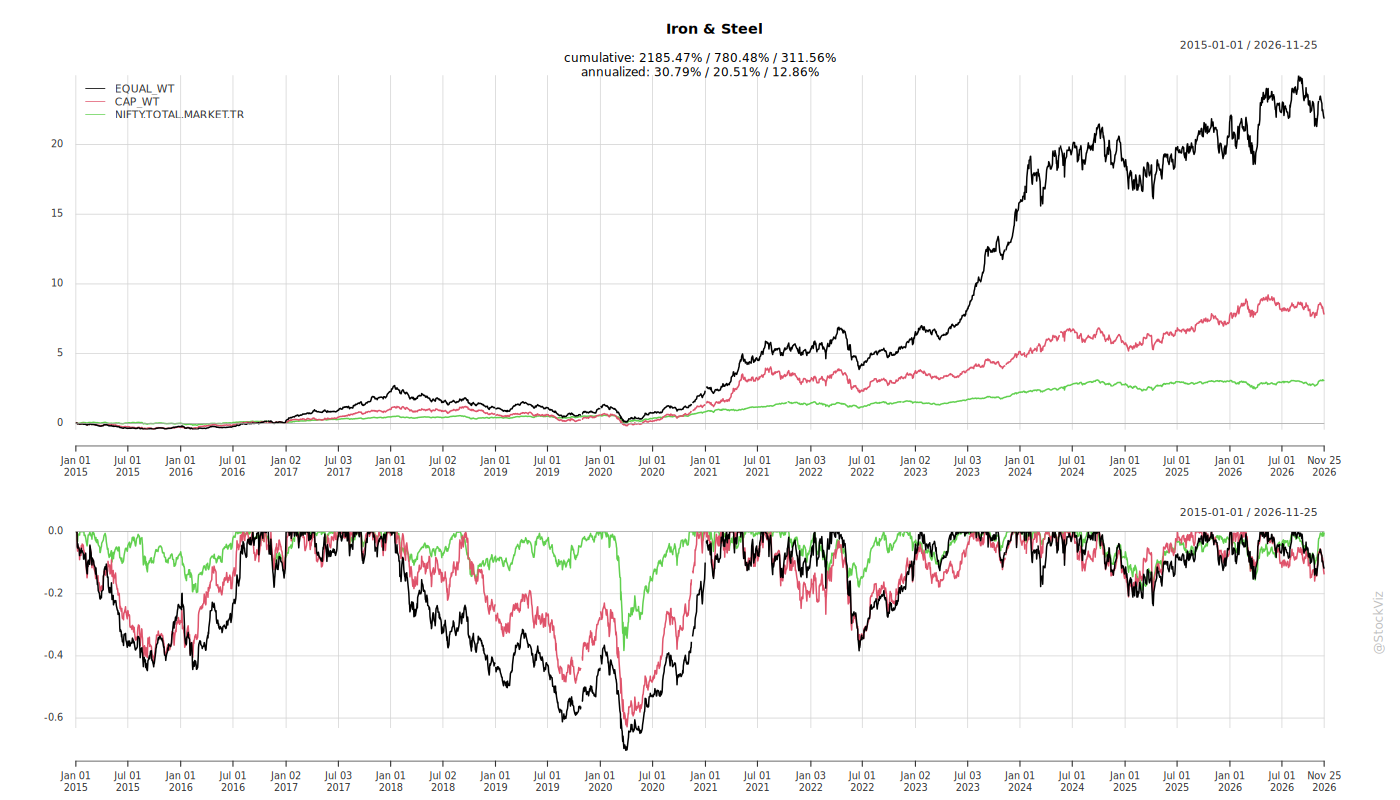 Iron & Steel
2015-01-01 / 2026-11-25
cumulative: 2185.47% / 780.48% / 311.56%
annualized: 30.79% / 20.51% / 12.86%
EQUAL_WT
CAP_WT
NIFTY.TOTAL.MARKET.TR
20
15
10
5
0
Jan 01 Jul 01 Jan 01 Jul 01 Jan 02 Jul 03 Jan 01 Jul 02 Jan 01 Jul 01 Jan 01 Jul 01 Jan 01 Jul 01 Jan 03 Jul 01 Jan 02 Jul 03 Jan 01 Jul 01 Jan 01 Jul 01 Jan 01 Jul 01 Nov 25
2015 2015 2016 2016 2017 2017 2018 2018 2019 2019 2020 2020 2021 2021 2022 2022 2023 2023 2024 2024 2025 2025 2026 2026 2026
2015-01-01 / 2026-11-25
0.0
-0.2
-0.4
-0.6
Jan 01 Jul 01 Jan 01 Jul 01 Jan 02 Jul 03 Jan 01 Jul 02 Jan 01 Jul 01 Jan 01 Jul 01 Jan 01 Jul 01 Jan 03 Jul 01 Jan 02 Jul 03 Jan 01 Jul 01 Jan 01 Jul 01 Jan 01 Jul 01 Nov 25
2015 2015 2016 2016 2017 2017 2018 2018 2019 2019 2020 2020 2021 2021 2022 2022 2023 2023 2024 2024 2025 2025 2026 2026 2026
@StockViz